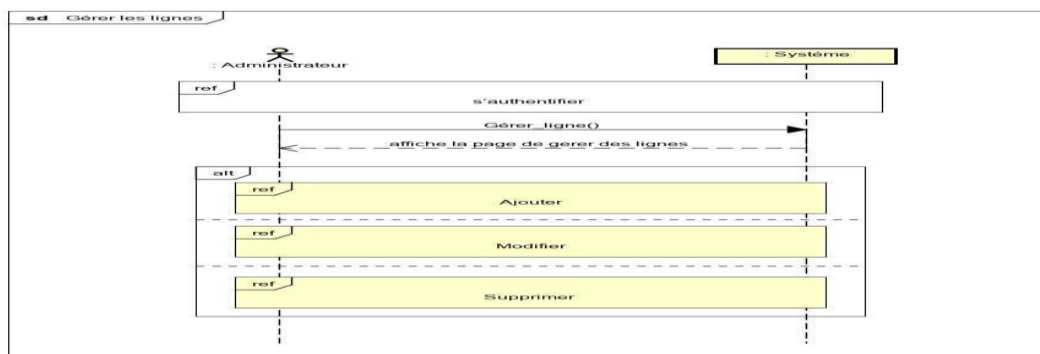 sd Gérer les lignes
: Administrateur
: Systéme
ref
s'authentifier
Gérer_ligne()
affiche la page de gerer des lignes
alt
ref
Ajouter
ref
Modifier
ref
Supprimer